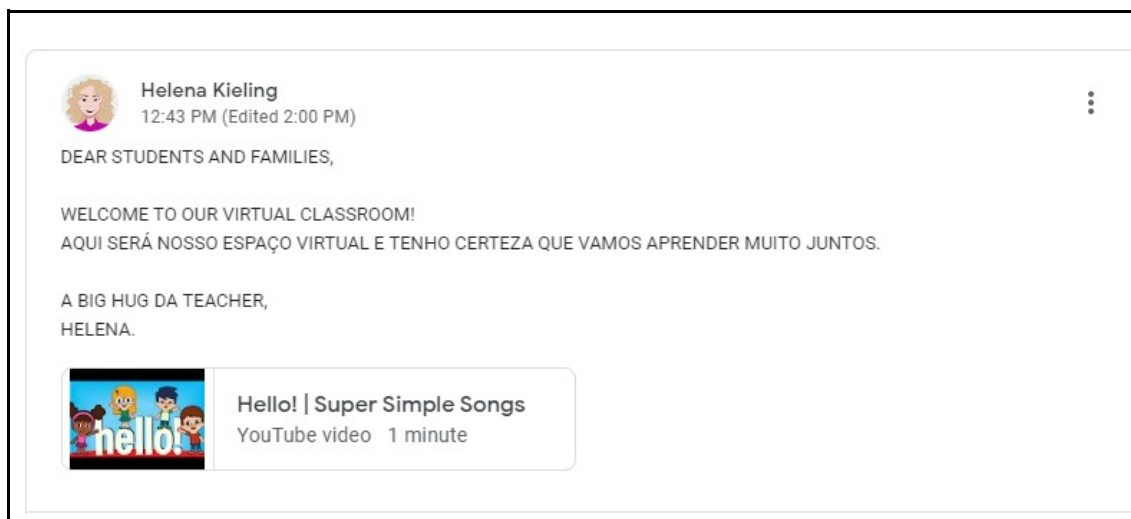 Helena Kieling
12:43 PM (Edited 2:00 PM)
DEAR STUDENTS AND FAMILIES,
WELCOME TO OUR VIRTUAL CLASSROOM!
AQUI SERÁ NOSSO ESPAÇO VIRTUAL E TENHO CERTEZA QUE VAMOS APRENDER MUITO JUNTOS.
A BIG HUG DA TEACHER,
HELENA.
hello!
Hello! | Super Simple Songs
YouTube video 1 minute